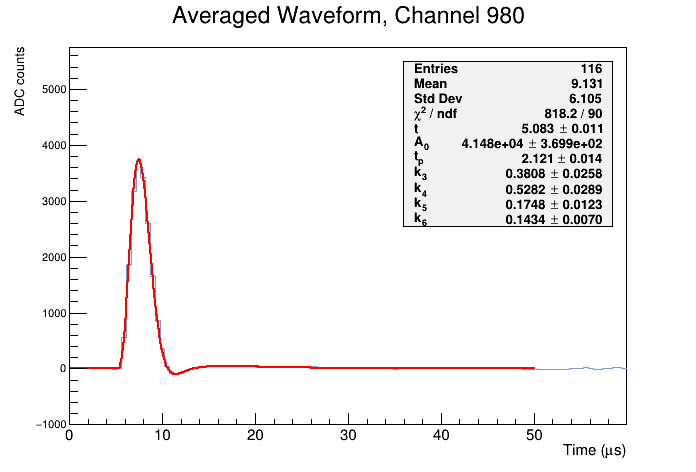 Averaged Waveform, Channel 980
ADC counts
Entries 116
Mean 9.131
Std Dev 6.105
χ² / ndf 818.2 / 90
t 5.083 ± 0.011
A₀ 4.148e+04 ± 3.699e+02
tₚ 2.121 ± 0.014
k₃ 0.3808 ± 0.0258
k₄ 0.5282 ± 0.0289
k₅ 0.1748 ± 0.0123
k₆ 0.1434 ± 0.0070
5000
4000
3000
2000
1000
0
−1000
0 10 20 30 40 50
Time (μs)